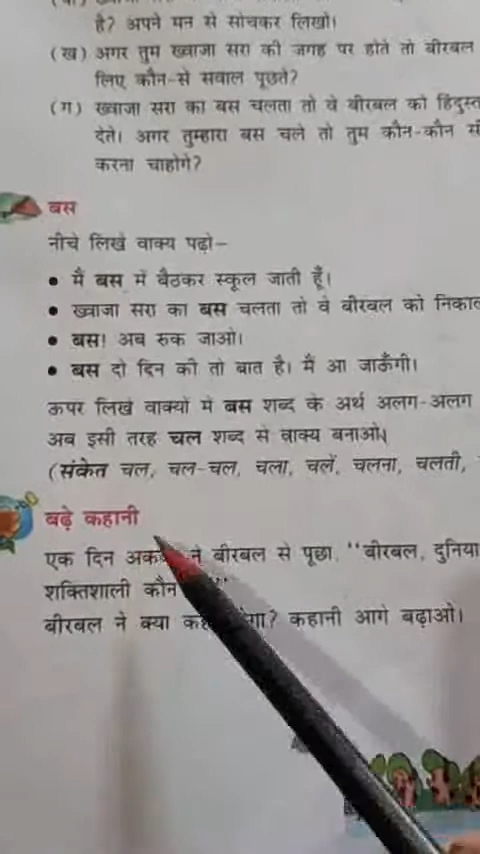 है? अपने मन से सोचकर लिखो।
(ख) अगर तुम ख्वाजा सरा की जगह पर होते तो बीरबल
लिए कौन-से सवाल पूछते?
(ग) ख्वाजा सरा का बस चलता तो वे बीरबल को हिंदुस्त
देते। अगर तुम्हारा बस चले तो तुम कौन-कौन सी
करना चाहोगे?
बस
नीचे लिखे वाक्य पढ़ो–
• मैं बस में बैठकर स्कूल जाती हूँ।
• ख्वाजा सरा का बस चलता तो वे बीरबल को निकाल
• बस! अब रुक जाओ।
• बस दो दिन की तो बात है। मैं आ जाऊँगी।
ऊपर लिखे वाक्यों में बस शब्द के अर्थ अलग-अलग
अब इसी तरह चल शब्द से वाक्य बनाओ।
(संकेत चल, चल-चल, चला, चलें, चलना, चलती,
बढ़े कहानी
एक दिन अक ने बीरबल से पूछा, "बीरबल, दुनिया
शक्तिशाली कौन
बीरबल ने क्या कह गा? कहानी आगे बढ़ाओ।